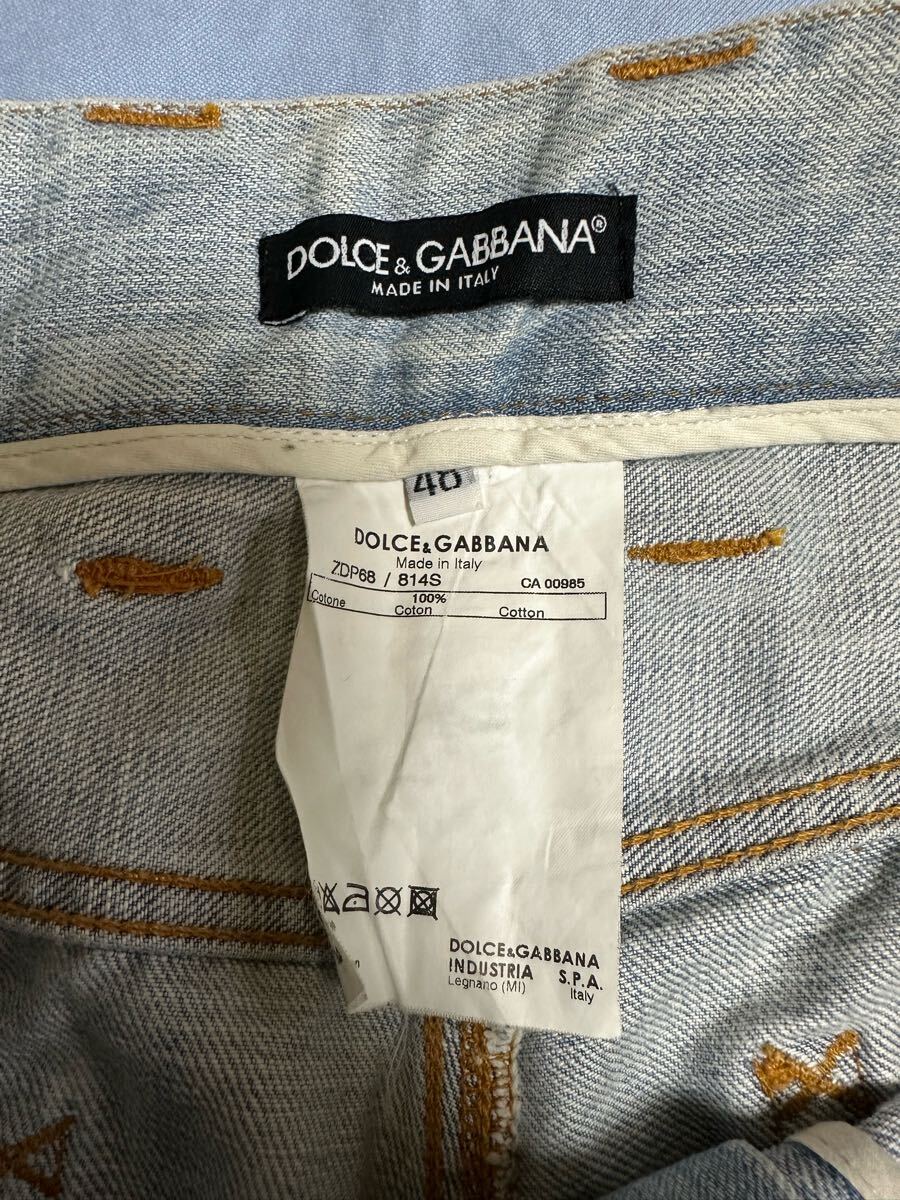 DOLCE & GABBANA®
MADE IN ITALY
48
DOLCE & GABBANA
Made in Italy
ZDP68 / 814S CA 00985
100%
Cotone Coton Cotton
DOLCE & GABBANA
INDUSTRIA S.P.A.
Legnano (MI) Italy